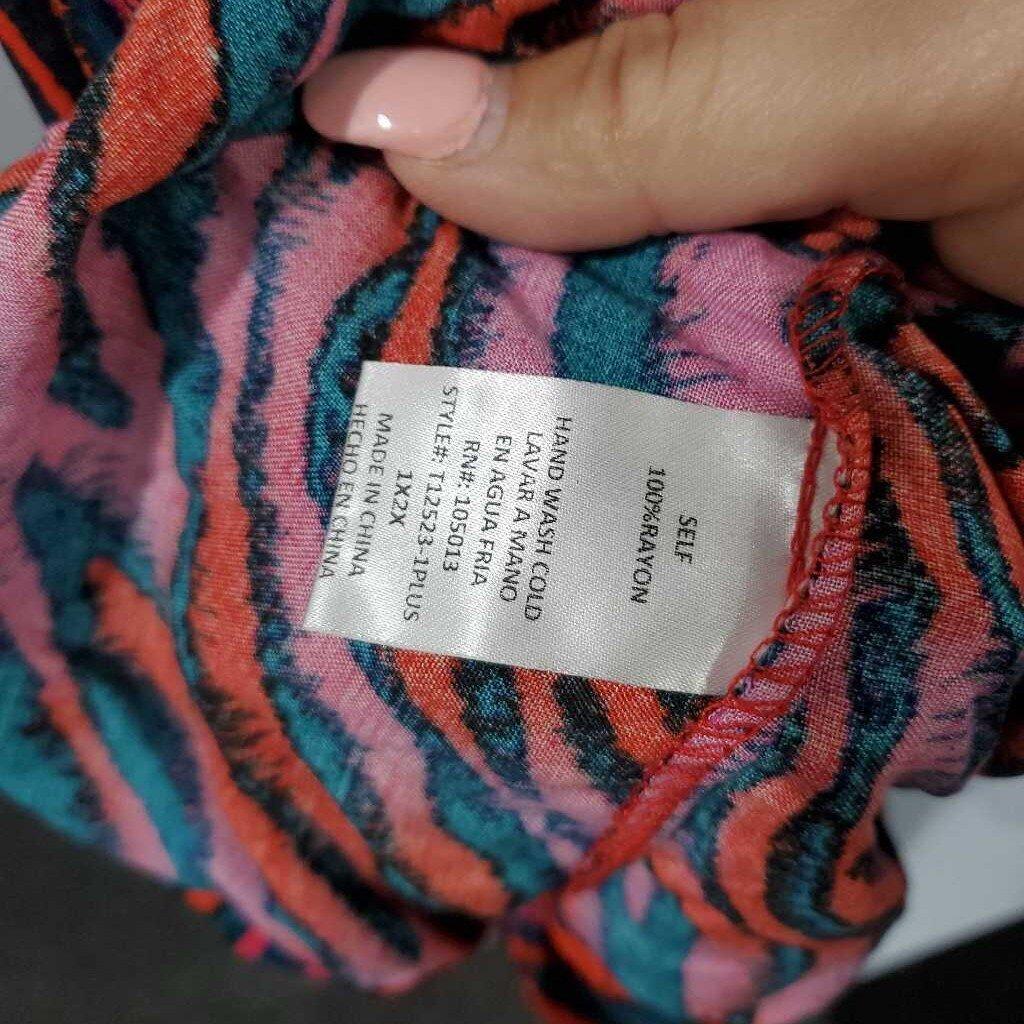 SELF
100%RAYON
HAND WASH COLD
LAVAR A MANO
EN AGUA FRIA
RN#: 105013
STYLE# T12523-1PLUS
1X2X
MADE IN CHINA
HECHO EN CHINA